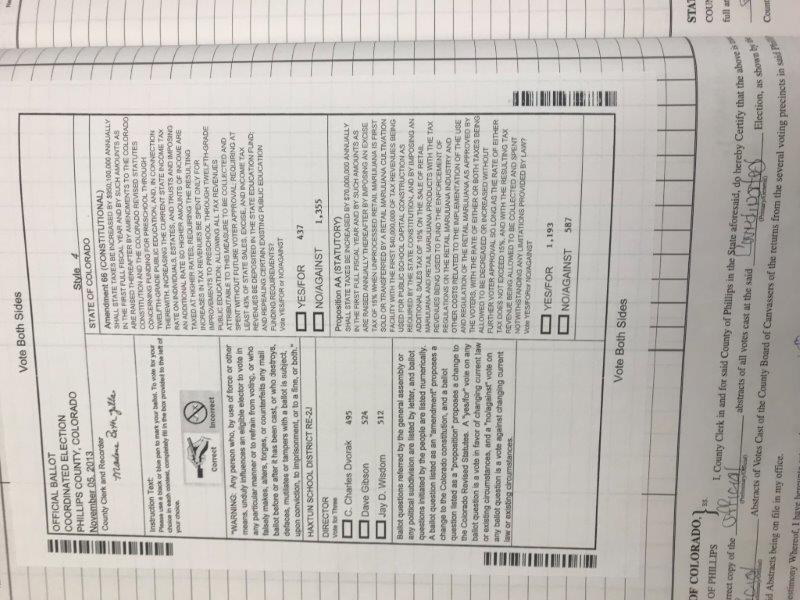 Vote Both Sides
OFFICIAL BALLOT
COORDINATED ELECTION
PHILLIPS COUNTY, COLORADO
November 05, 2013
Style 4
County Clerk and Recorder
Instruction Text:
Please use a black or blue pen to mark your ballot. To vote for your
choice in each contest, completely fill in the box provided to the left of
your choice.
Correct
Incorrect
"WARNING: Any person who, by use of force or other
means, unduly influences an eligible elector to vote in
any particular manner or to refrain from voting, or who
falsely makes, alters, forges, or counterfeits any mail
ballot before or after it has been cast, or who destroys,
defaces, mutilates or tampers with a ballot is subject,
upon conviction, to imprisonment, or to a fine, or both."
HAXTUN SCHOOL DISTRICT RE-2J
DIRECTOR
Vote for Three
C. Charles Dvorak 495
Dave Gibson 524
Jay D. Wisdom 512
Ballot questions referred by the general assembly or
any political subdivision are listed by letter, and ballot
questions initiated by the people are listed numerically.
A ballot question listed as an "amendment" proposes a
change to the Colorado constitution, and a ballot
question listed as a "proposition" proposes a change to
the Colorado Revised Statutes. A "yes/for" vote on any
ballot question is a vote in favor of changing current law
or existing circumstances, and a "no/against" vote on
any ballot question is a vote against changing current
law or existing circumstances.
STATE OF COLORADO
Amendment 66 (CONSTITUTIONAL)
SHALL STATE TAXES BE INCREASED BY $950,100,000 ANNUALLY
IN THE FIRST FULL FISCAL YEAR AND BY SUCH AMOUNTS AS
ARE RAISED THEREAFTER BY AMENDMENTS TO THE COLORADO
CONSTITUTION AND THE COLORADO REVISED STATUTES
CONCERNING FUNDING FOR PRESCHOOL THROUGH
TWELFTH-GRADE PUBLIC EDUCATION, AND, IN CONNECTION
THEREWITH, INCREASING THE CURRENT STATE INCOME TAX
RATE ON INDIVIDUALS, ESTATES, AND TRUSTS AND IMPOSING
AN ADDITIONAL RATE SO HIGHER AMOUNTS OF INCOME ARE
TAXED AT HIGHER RATES; REQUIRING THE RESULTING
INCREASES IN TAX REVENUES BE SPENT ONLY FOR
IMPROVEMENTS TO PRESCHOOL THROUGH TWELFTH-GRADE
PUBLIC EDUCATION; ALLOWING ALL TAX REVENUES
ATTRIBUTABLE TO THIS MEASURE TO BE COLLECTED AND
SPENT WITHOUT FUTURE VOTER APPROVAL; REQUIRING AT
LEAST 43% OF STATE SALES, EXCISE, AND INCOME TAX
REVENUES BE DEPOSITED IN THE STATE EDUCATION FUND;
AND REPEALING CERTAIN EXISTING PUBLIC EDUCATION
FUNDING REQUIREMENTS?
Vote YES/FOR or NO/AGAINST
YES/FOR 437
NO/AGAINST 1,355
Proposition AA (STATUTORY)
SHALL STATE TAXES BE INCREASED BY $70,000,000 ANNUALLY
IN THE FIRST FULL FISCAL YEAR AND BY SUCH AMOUNTS AS
ARE RAISED ANNUALLY THEREAFTER BY IMPOSING AN EXCISE
TAX OF 15% WHEN UNPROCESSED RETAIL MARIJUANA IS FIRST
SOLD OR TRANSFERRED BY A RETAIL MARIJUANA CULTIVATION
FACILITY WITH THE FIRST $40,000,000 OF TAX REVENUES BEING
USED FOR PUBLIC SCHOOL CAPITAL CONSTRUCTION AS
REQUIRED BY THE STATE CONSTITUTION, AND BY IMPOSING AN
ADDITIONAL SALES TAX OF 10% ON THE SALE OF RETAIL
MARIJUANA AND RETAIL MARIJUANA PRODUCTS WITH THE TAX
REVENUES BEING USED TO FUND THE ENFORCEMENT OF
REGULATIONS ON THE RETAIL MARIJUANA INDUSTRY AND
OTHER COSTS RELATED TO THE IMPLEMENTATION OF THE USE
AND REGULATION OF THE RETAIL MARIJUANA AS APPROVED BY
THE VOTERS, WITH THE RATE OF EITHER OR BOTH TAXES BEING
ALLOWED TO BE DECREASED OR INCREASED WITHOUT
FURTHER VOTER APPROVAL SO LONG AS THE RATE OF EITHER
TAX DOES NOT EXCEED 15%, AND WITH THE RESULTING TAX
REVENUE BEING ALLOWED TO BE COLLECTED AND SPENT
NOTWITHSTANDING ANY LIMITATIONS PROVIDED BY LAW?
Vote YES/FOR or NO/AGAINST
YES/FOR 1,193
NO/AGAINST 587
Vote Both Sides
OF COLORADO,
OF PHILLIPS
ss.
I, County Clerk in and for said County of Phillips in the State aforesaid, do hereby Certify that the above is
rrect copy of the Official abstracts of all votes cast at the said Coordinated Election, as shown by
Abstracts of Votes Cast of the County Board of Canvassers of the returns from the several voting precincts in said
id Abstracts being on file in my office.
estimony Whereof, I have
STAT
COUN
full an
Count